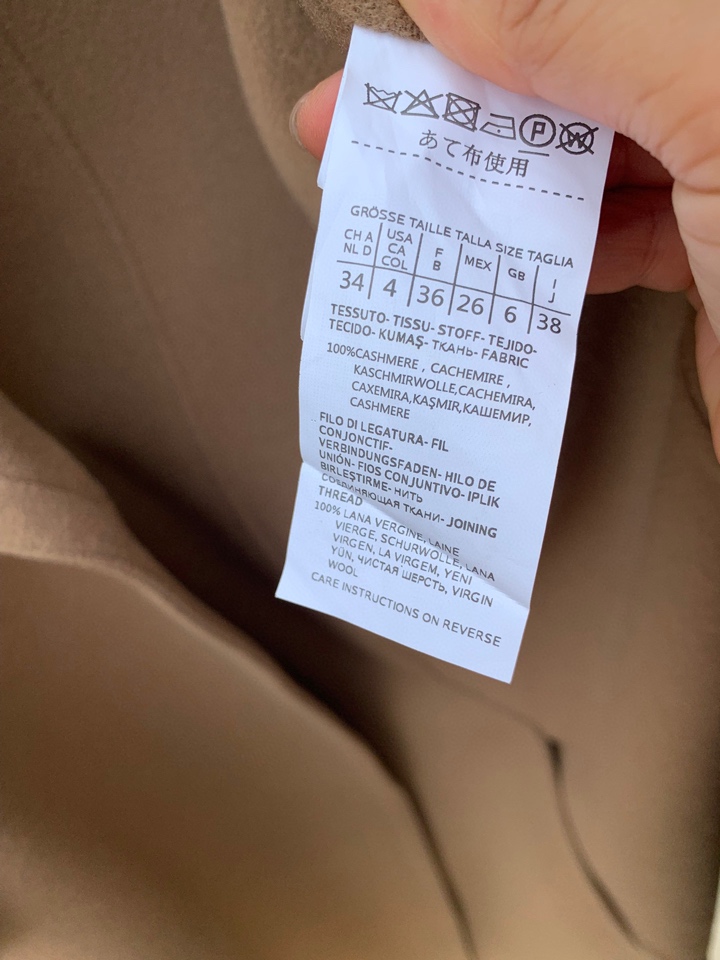 P W
あて布使用
GRÖSSE TAILLE TALLA SIZE TAGLIA
CH A NL D USA CA COL F B MEX GB I J
34 4 36 26 6 38
TESSUTO- TISSU- STOFF- TEJIDO-
TECIDO- KUMAŞ- ТКАНЬ- FABRIC
100%CASHMERE , CACHEMIRE ,
KASCHMIRWOLLE,CACHEMIRA,
CAXEMIRA,KAŞMIR,КАШЕМИР,
CASHMERE
FILO DI LEGATURA- FIL
CONJONCTIF-
VERBINDUNGSFADEN- HILO DE
UNIÓN- FIOS CONJUNTIVO- IPLIK
BIRLEŞTIRME- НИТЬ
СОЕДИНЯЮЩАЯ ТКАНИ- JOINING
THREAD
100% LANA VERGINE, LAINE
VIERGE, SCHURWOLLE, LANA
VIRGEN, LA VIRGEM, YENI
YÜN, ЧИСТАЯ ШЕРСТЬ, VIRGIN
WOOL
CARE INSTRUCTIONS ON REVERSE